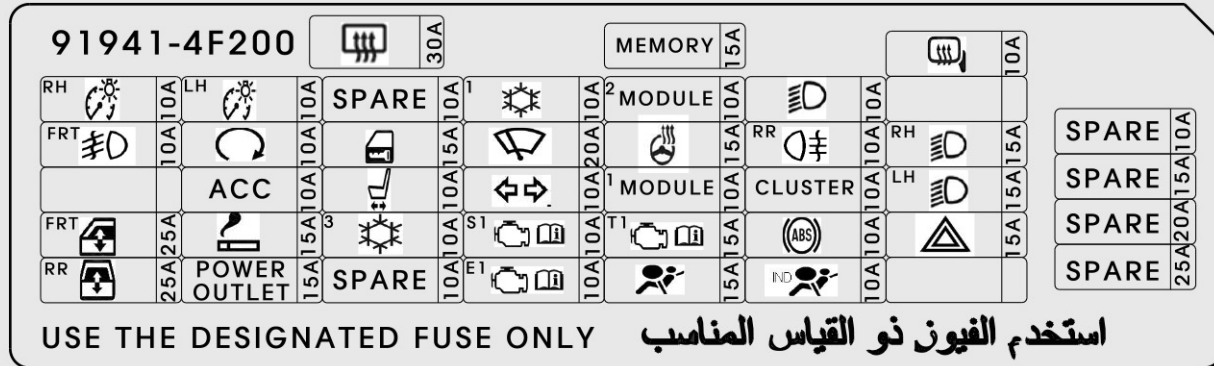 91941-4F200 30A MEMORY 15A 10A
RH 10A LH 10A SPARE 10A 1 10A 2 MODULE 10A 10A
FRT 10A 10A 15A 20A 15A RR 10A RH 15A
ACC 10A 10A 10A 1 MODULE 10A CLUSTER 10A LH 15A
FRT 25A 15A 3 10A S1 10A T1 15A ABS 10A 15A
RR 25A POWER OUTLET 15A SPARE 10A E1 10A 15A IND 10A
SPARE 10A
SPARE 15A
SPARE 20A
SPARE 25A
USE THE DESIGNATED FUSE ONLY استخدم الفيوز ذو القياس المناسب